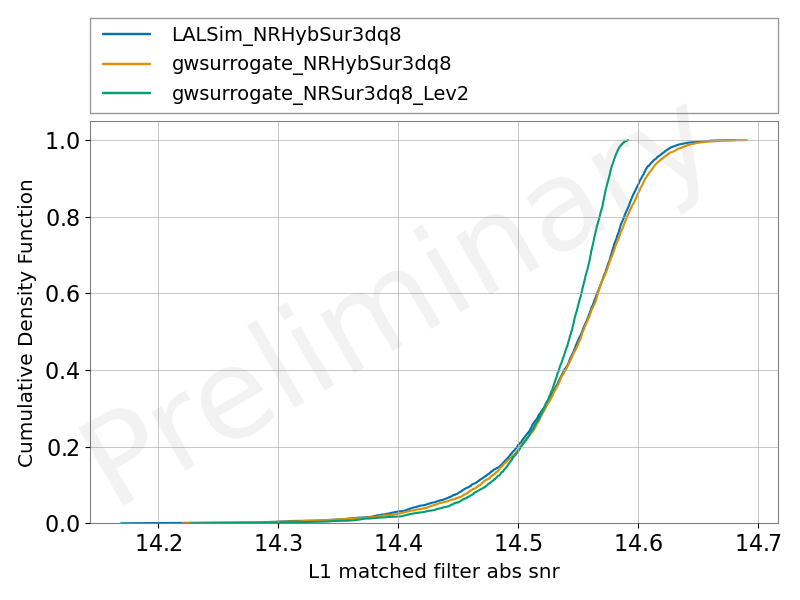 LALSim_NRHybSur3dq8
gwsurrogate_NRHybSur3dq8
gwsurrogate_NRSur3dq8_Lev2
Preliminary
Cumulative Density Function
1.0
0.8
0.6
0.4
0.2
0.0
14.2 14.3 14.4 14.5 14.6 14.7
L1 matched filter abs snr